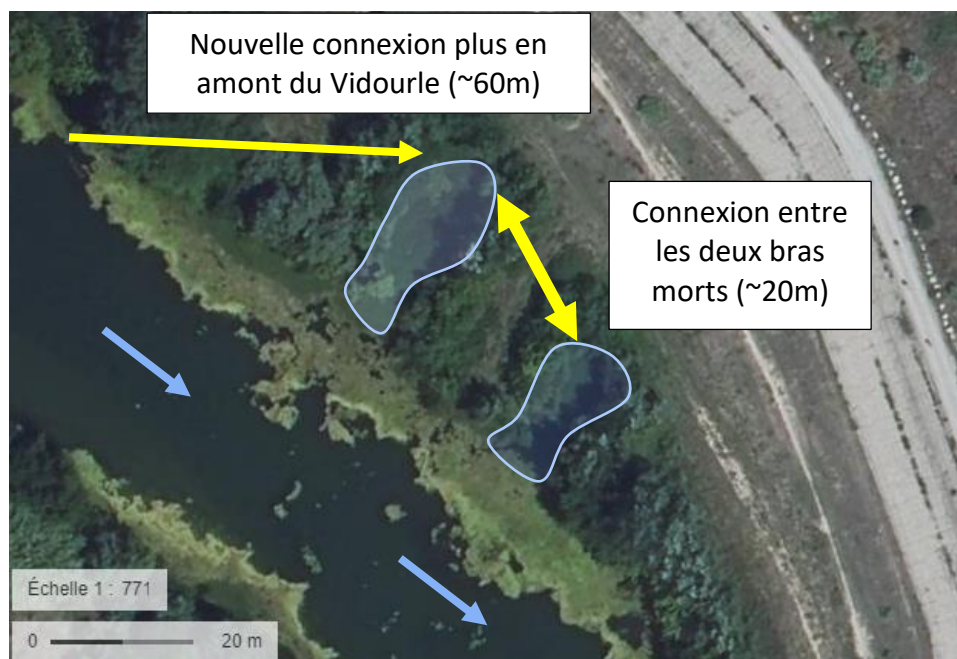 Nouvelle connexion plus en
amont du Vidourle (~60m)
Connexion entre
les deux bras
morts (~20m)
Échelle 1 : 771
0 20 m